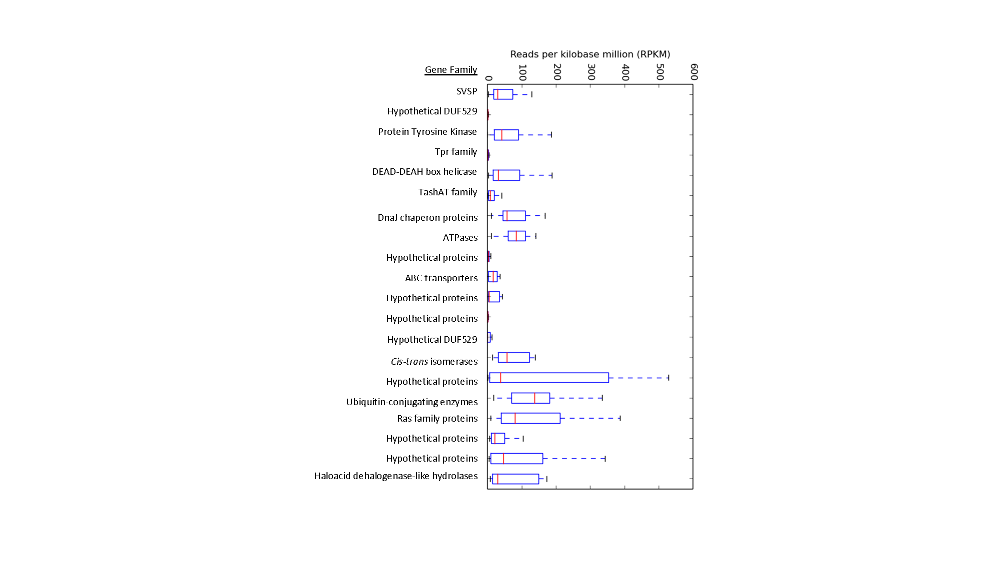 Reads per kilobase million (RPKM)
Gene Family
0 100 200 300 400 500 600
SVSP
Hypothetical DUF529
Protein Tyrosine Kinase
Tpr family
DEAD-DEAH box helicase
TashAT family
DnaJ chaperon proteins
ATPases
Hypothetical proteins
ABC transporters
Hypothetical proteins
Hypothetical proteins
Hypothetical DUF529
Cis-trans isomerases
Hypothetical proteins
Ubiquitin-conjugating enzymes
Ras family proteins
Hypothetical proteins
Hypothetical proteins
Haloacid dehalogenase-like hydrolases